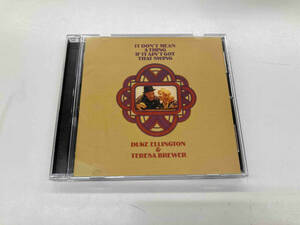 IT DON'T MEAN
A THING
IF IT AIN'T GOT
THAT SWING
DUKE ELLINGTON
&
TERESA BREWER